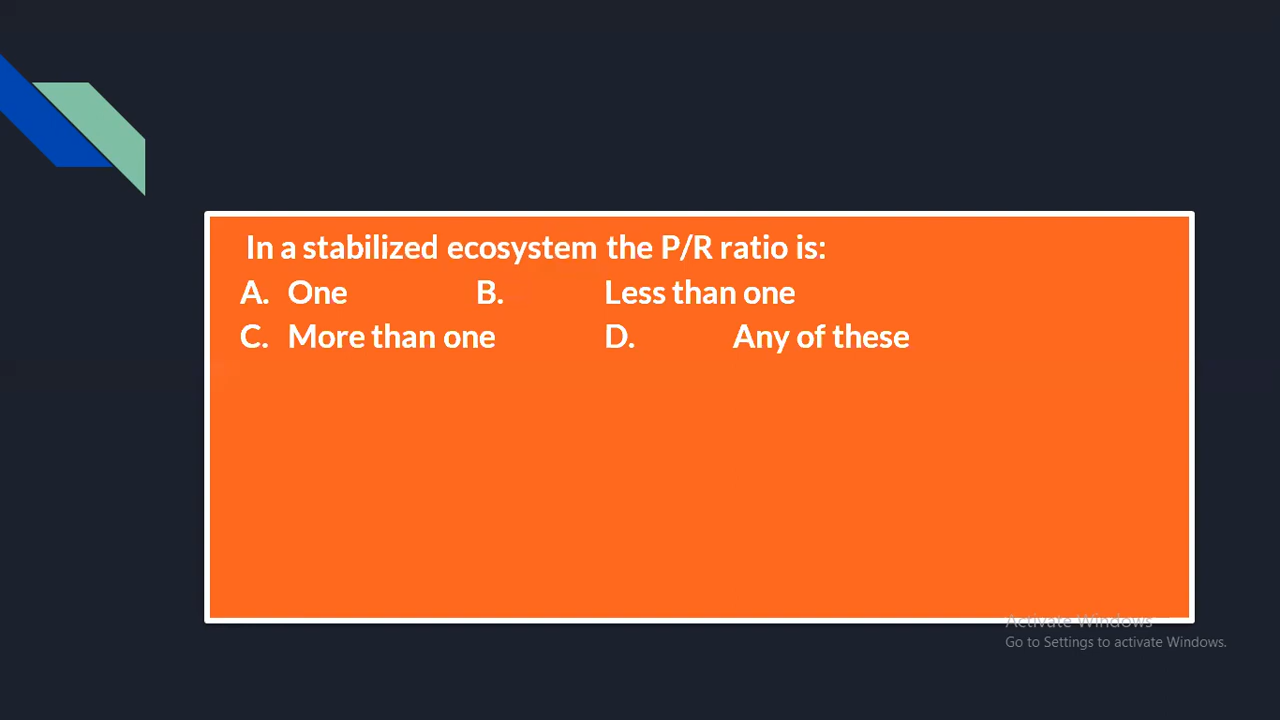 In a stabilized ecosystem the P/R ratio is:
A. One B. Less than one
C. More than one D. Any of these
Activate Windows
Go to Settings to activate Windows.